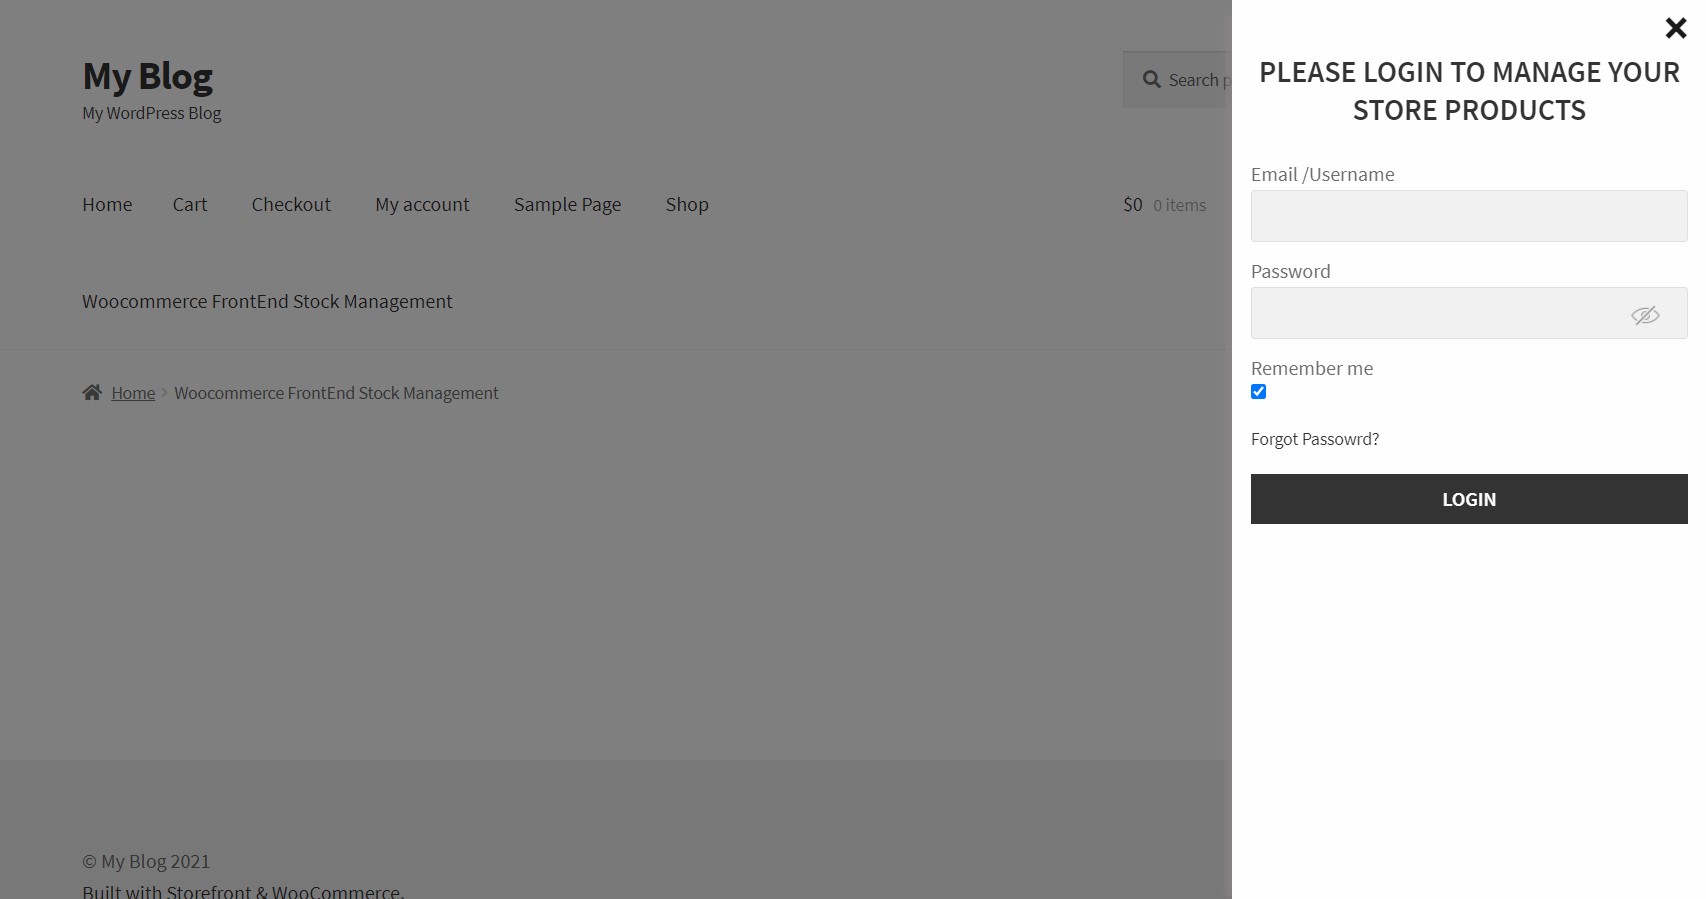 My Blog
My WordPress Blog
Search p
Home Cart Checkout My account Sample Page Shop
$0 0 items
Woocommerce FrontEnd Stock Management
Home › Woocommerce FrontEnd Stock Management
© My Blog 2021
Built with Storefront & WooCommerce.
PLEASE LOGIN TO MANAGE YOUR
STORE PRODUCTS
Email /Username
Password
Remember me
Forgot Passowrd?
LOGIN